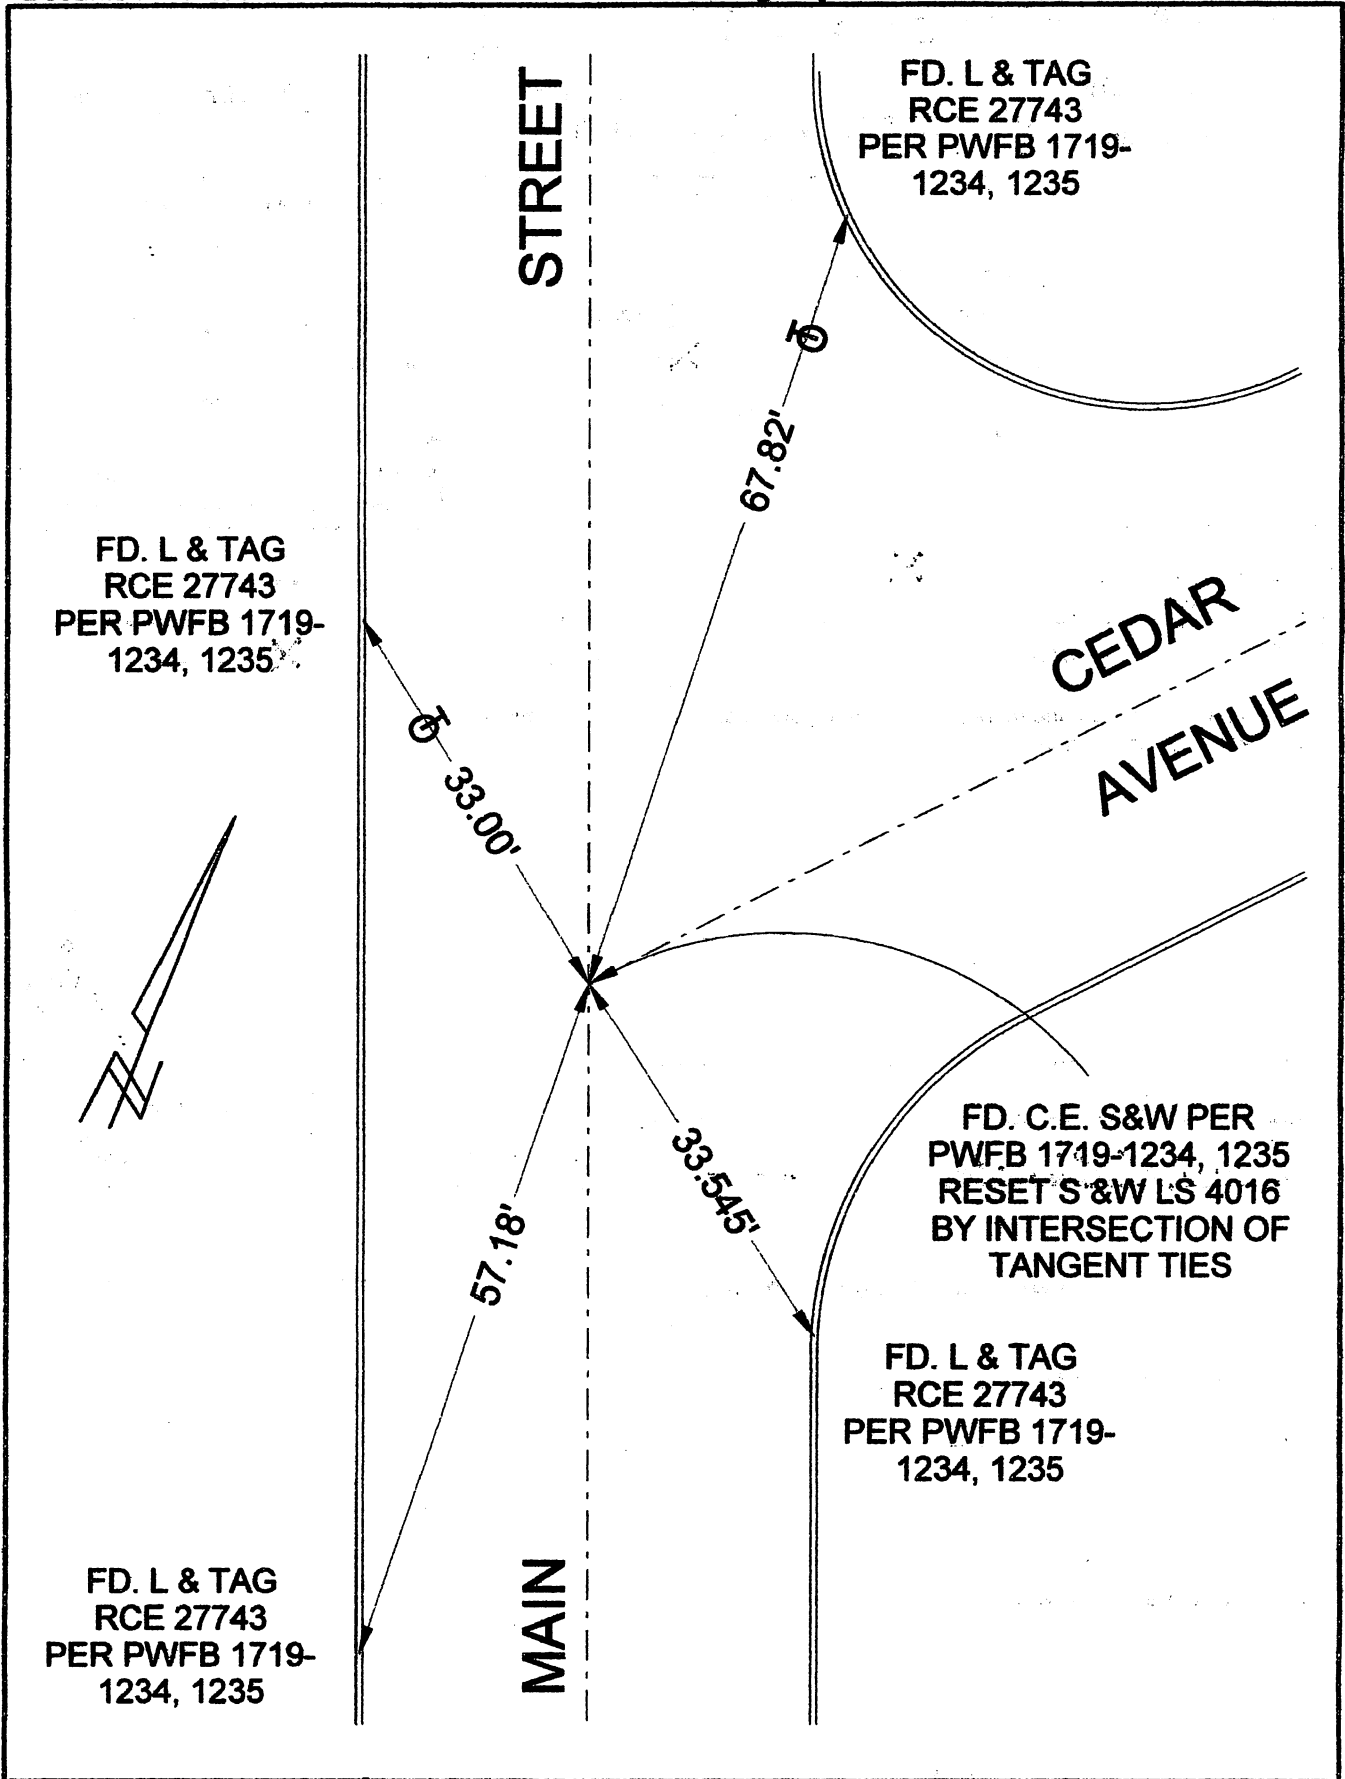 STREET
FD. L & TAG
RCE 27743
PER PWFB 1719-
1234, 1235
67.82'
FD. L & TAG
RCE 27743
PER PWFB 1719-
1234, 1235
33.00'
CEDAR
AVENUE
N
FD. C.E. S&W PER
PWFB 1719-1234, 1235
RESET S &W LS 4016
BY INTERSECTION OF
TANGENT TIES
33.545'
57.18'
FD. L & TAG
RCE 27743
PER PWFB 1719-
1234, 1235
MAIN
FD. L & TAG
RCE 27743
PER PWFB 1719-
1234, 1235